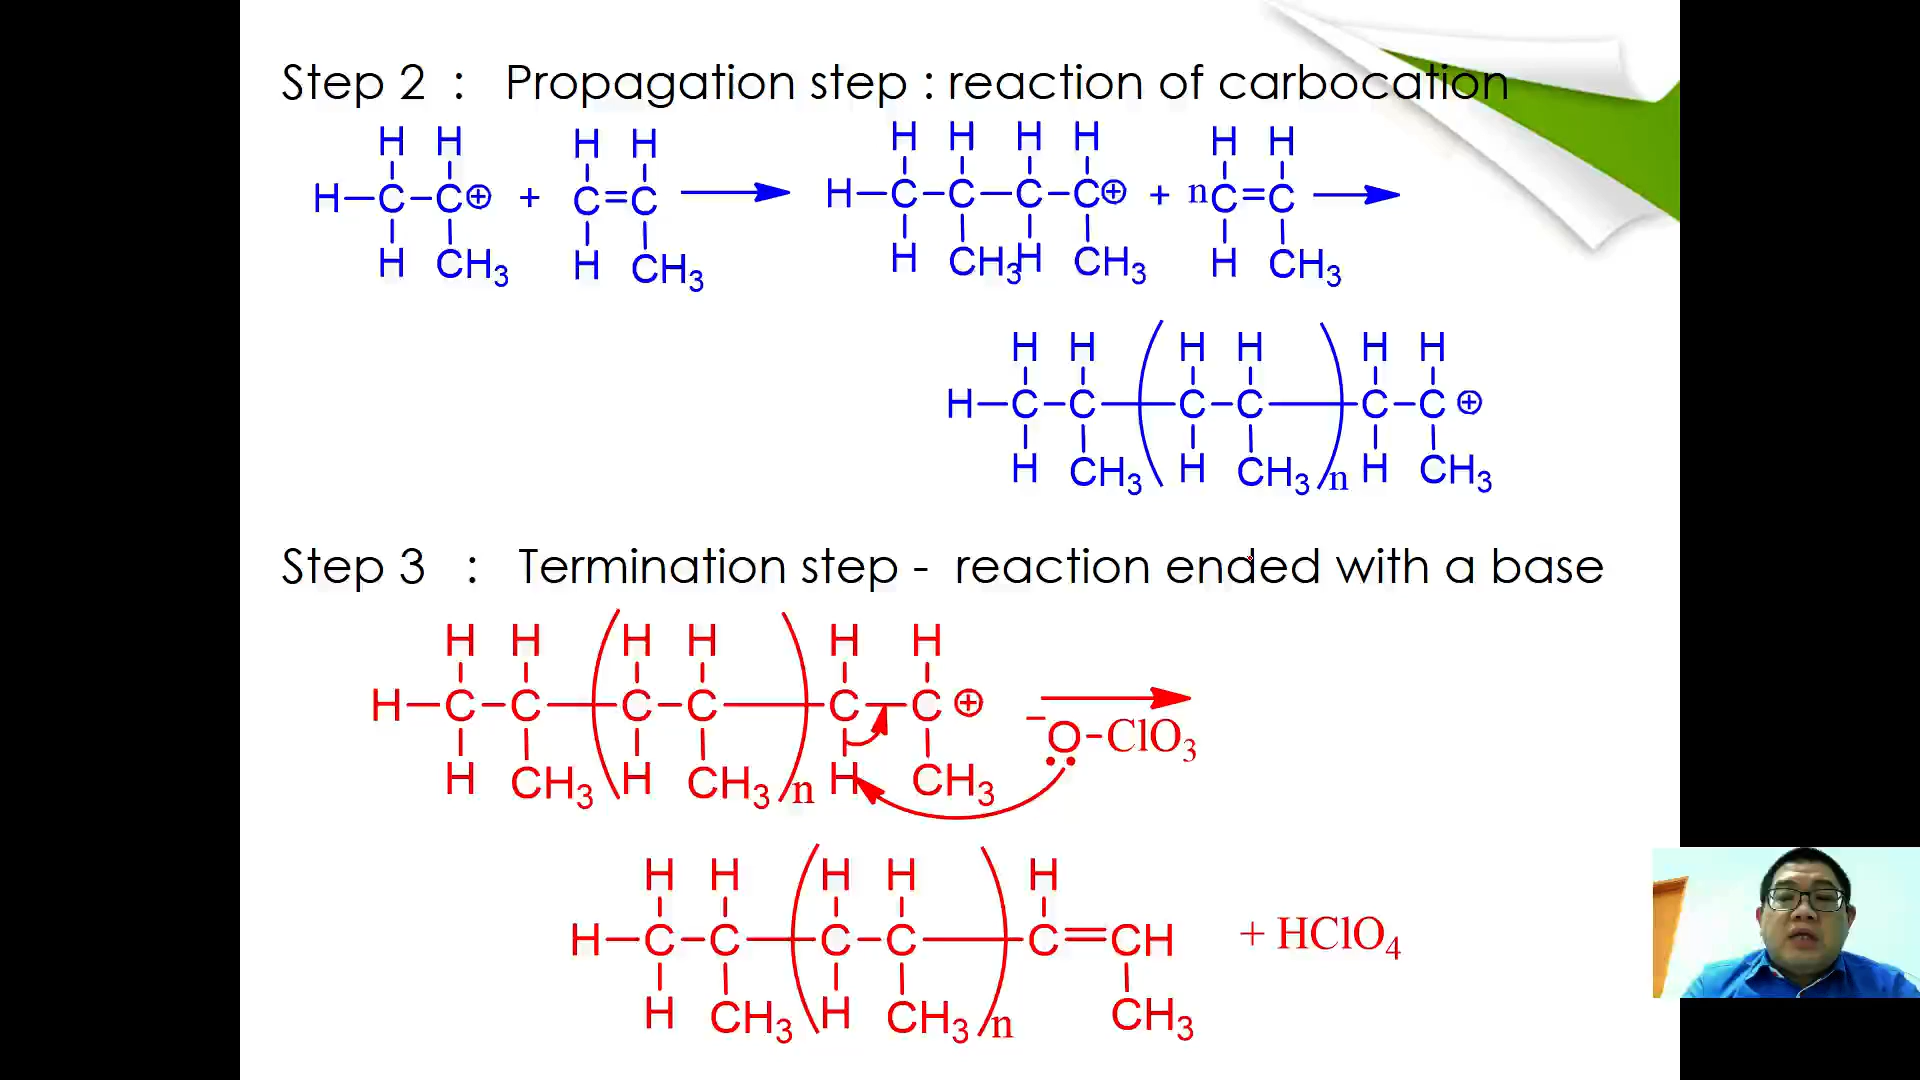 Step 2 : Propagation step : reaction of carbocation
H H H H H H H H H H
H-C-C⊕ + C=C → H-C-C-C-C⊕ + nC=C →
H CH3 H CH3 H CH3 H CH3 H CH3
H H H H H H
H-C-C-(C-C)-C-C⊕
H CH3 H CH3 n H CH3
Step 3 : Termination step - reaction ended with a base
H H H H H H
H-C-C-(C-C)-C-C⊕ →
−O-ClO3
H CH3 H CH3 n H CH3
H H H H H
H-C-C-(C-C)-C=CH + HClO4
H CH3 H CH3 n CH3